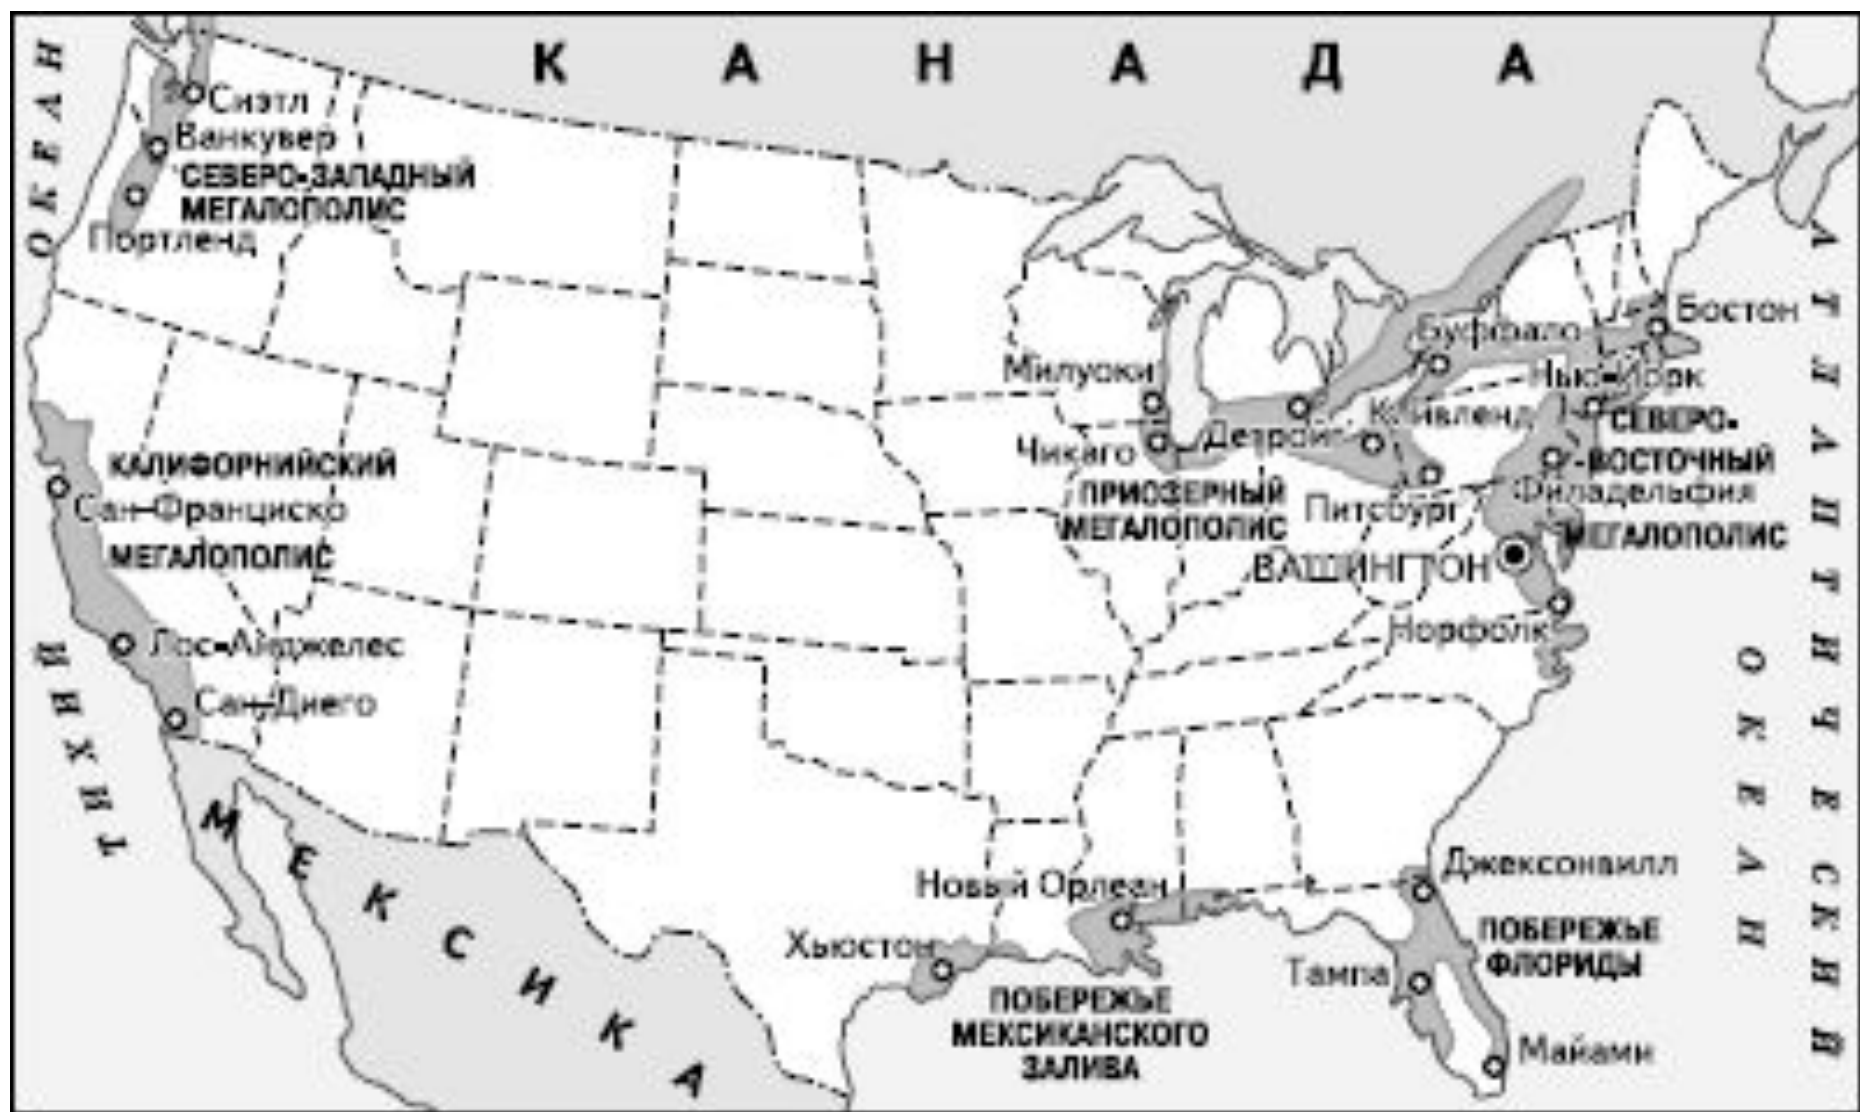 КАНАДА
ОКЕАН
ТИХИЙ
Сиэтл
Ванкувер
СЕВЕРО-ЗАПАДНЫЙ
МЕГАЛОПОЛИС
Портленд
КАЛИФОРНИЙСКИЙ
Сан-Франциско
МЕГАЛОПОЛИС
Лос-Анджелес
Сан-Диего
МЕКСИКА
Милуоки
Чикаго
Детройт
ПРИОЗЕРНЫЙ
МЕГАЛОПОЛИС
Буффало
Кливленд
Питсбург
Бостон
Нью-Йорк
СЕВЕРО-
-ВОСТОЧНЫЙ
Филадельфия
МЕГАЛОПОЛИС
ВАШИНГТОН
Норфолк
АТЛАНТИЧЕСКИЙ
ОКЕАН
Новый Орлеан
Хьюстон
ПОБЕРЕЖЬЕ
МЕКСИКАНСКОГО
ЗАЛИВА
Джексонвилл
ПОБЕРЕЖЬЕ
ФЛОРИДЫ
Тампа
Майами